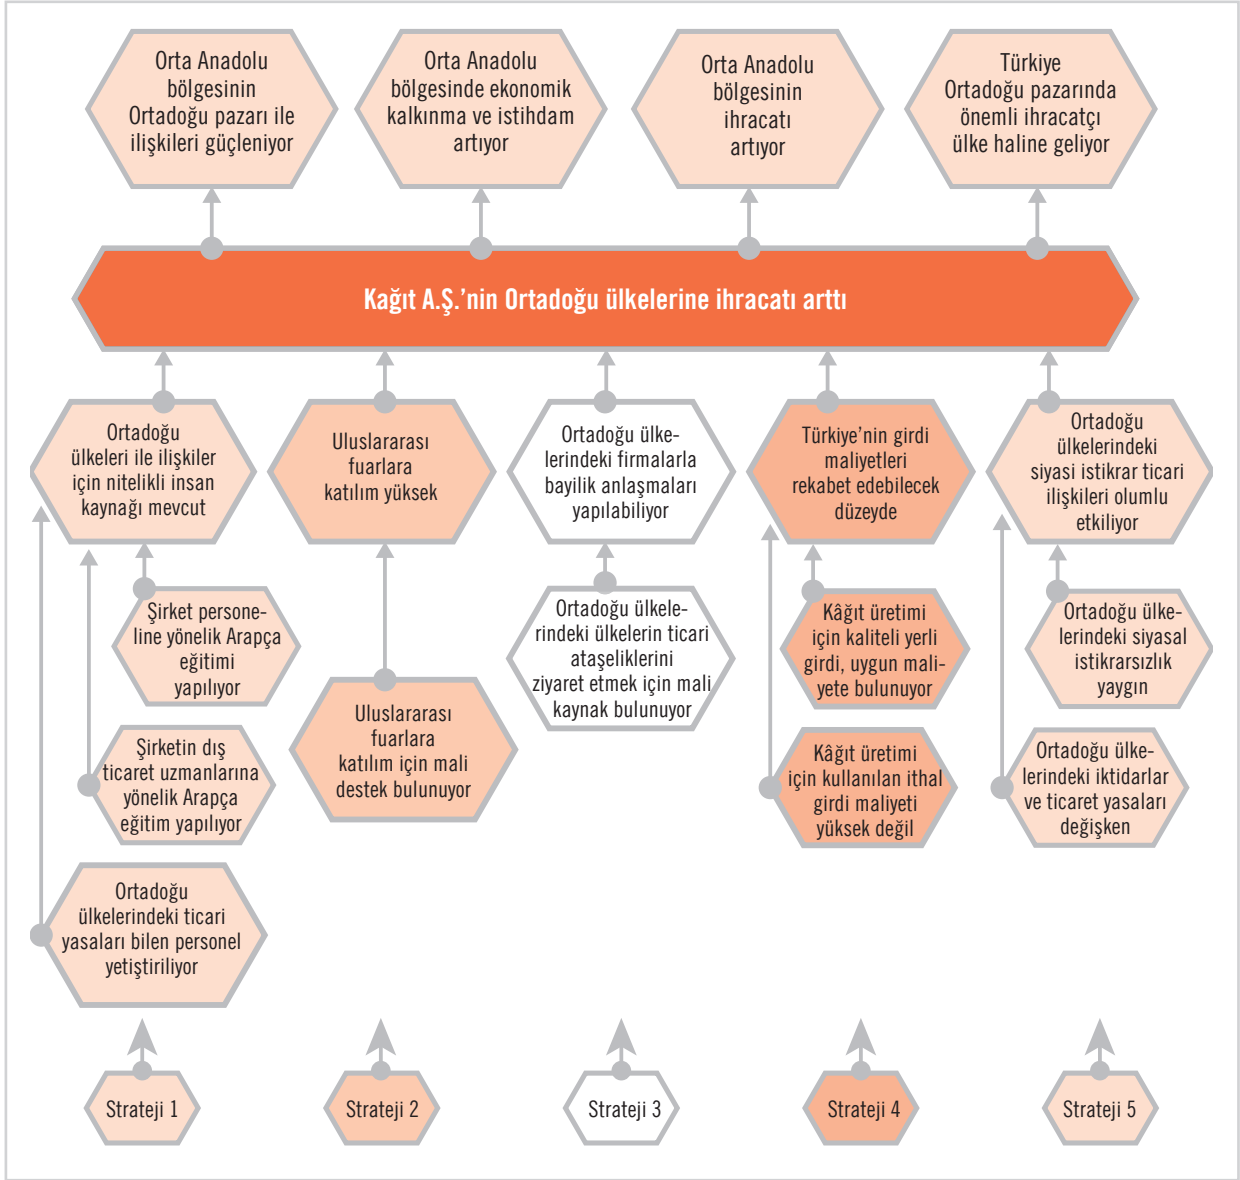 Orta Anadolu
bölgesinin
Ortadoğu pazarı ile
ilişkileri güçleniyor
Orta Anadolu
bölgesinde ekonomik
kalkınma ve istihdam
artıyor
Orta Anadolu
bölgesinin
ihracatı
artıyor
Türkiye
Ortadoğu pazarında
önemli ihracatçı
ülke haline geliyor
Kağıt A.Ş.’nin Ortadoğu ülkelerine ihracatı arttı
Ortadoğu
ülkeleri ile ilişkiler
için nitelikli insan
kaynağı mevcut
Uluslararası
fuarlara
katılım yüksek
Ortadoğu ülke-
lerindeki firmalarla
bayilik anlaşmaları
yapılabiliyor
Türkiye’nin girdi
maliyetleri
rekabet edebilecek
düzeyde
Ortadoğu
ülkelerindeki
siyasi istikrar ticari
ilişkileri olumlu
etkiliyor
Şirket persone-
line yönelik Arapça
eğitimi
yapılıyor
Şirketin dış
ticaret uzmanlarına
yönelik Arapça
eğitim yapılıyor
Ortadoğu
ülkelerindeki ticari
yasaları bilen personel
yetiştiriliyor
Uluslararası
fuarlara
katılım için mali
destek bulunuyor
Ortadoğu ülkele-
rindeki ülkelerin ticari
ataşeliklerini
ziyaret etmek için mali
kaynak bulunuyor
Kâğıt üretimi
için kaliteli yerli
girdi, uygun mali-
yete bulunuyor
Kâğıt üretimi
için kullanılan ithal
girdi maliyeti
yüksek değil
Ortadoğu ülke-
lerindeki siyasal
istikrarsızlık
yaygın
Ortadoğu ülke-
lerindeki iktidarlar
ve ticaret yasaları
değişken
Strateji 1
Strateji 2
Strateji 3
Strateji 4
Strateji 5